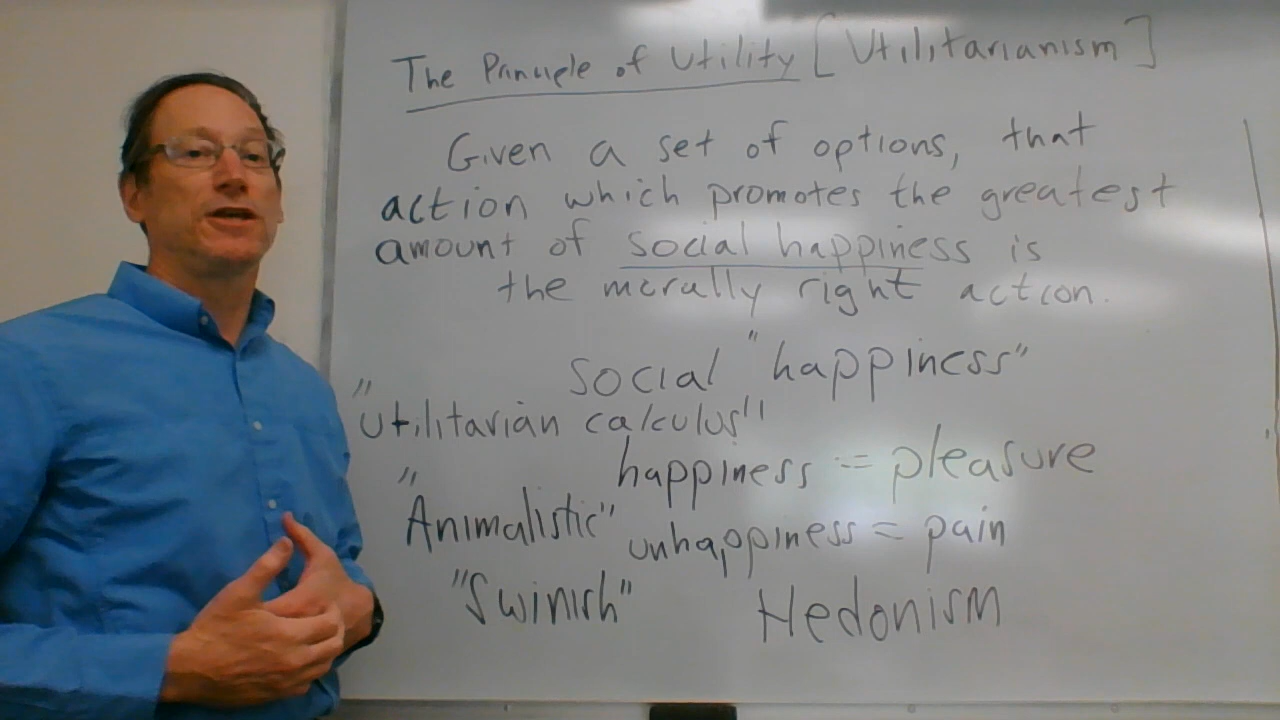 The Principle of Utility [Utilitarianism]
Given a set of options, that
action which promotes the greatest
amount of social happiness is
the morally right action.
social "happiness"
"Utilitarian calculus"
happiness = pleasure
"Animalistic" unhappiness = pain
"Swinish" Hedonism